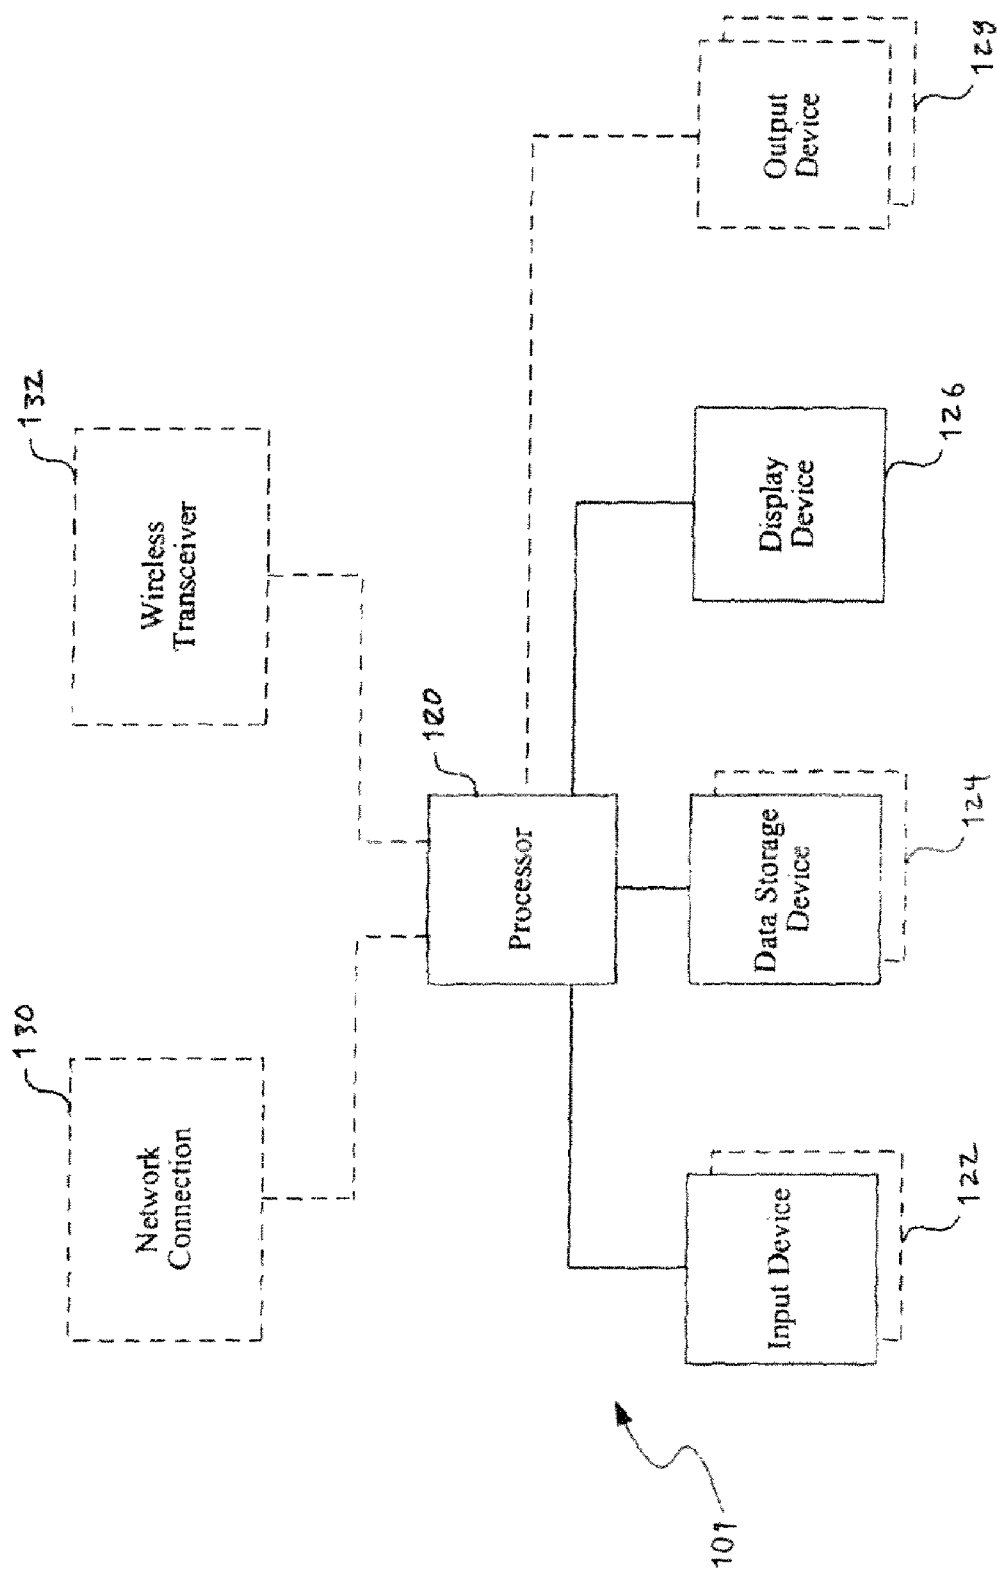 130
Network
Connection
132
Wireless
Transceiver
120
Processor
101
Input Device
122
Data Storage
Device
124
Display
Device
126
Output
Device
128